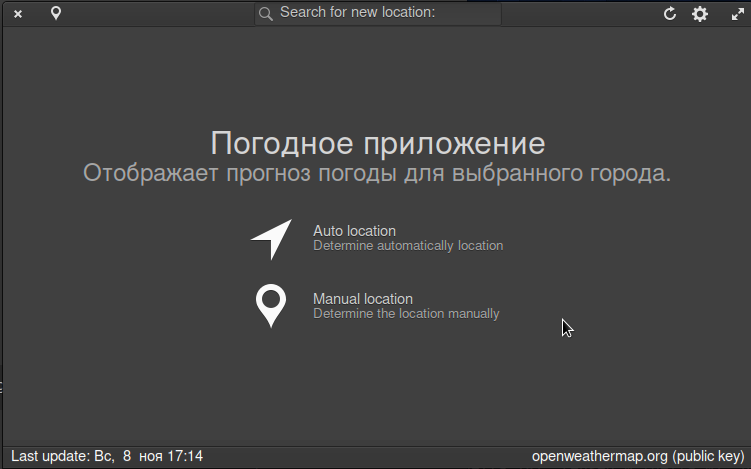 Search for new location:
Погодное приложение
Отображает прогноз погоды для выбранного города.
Auto location
Determine automatically location
Manual location
Determine the location manually
Last update: Вс, 8 ноя 17:14
openweathermap.org (public key)